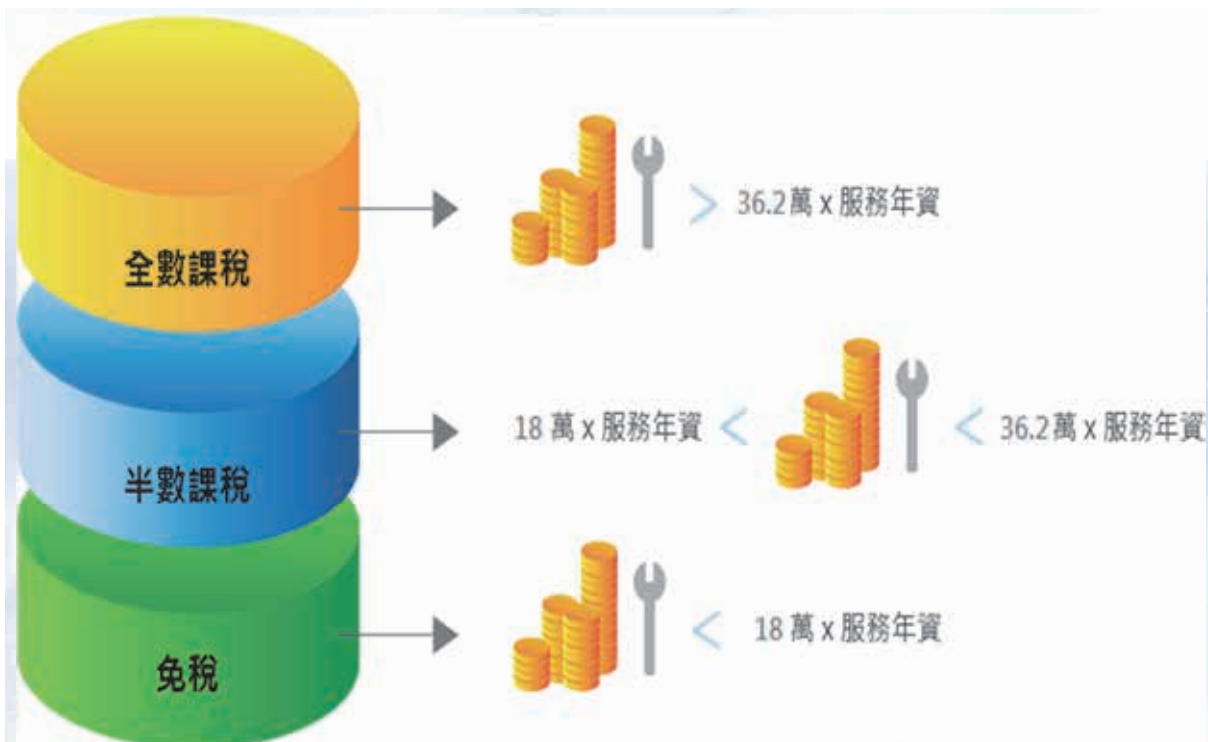 全數課稅
> 36.2萬 x 服務年資
半數課稅
18 萬 x 服務年資 < < 36.2萬 x 服務年資
免稅
< 18 萬 x 服務年資